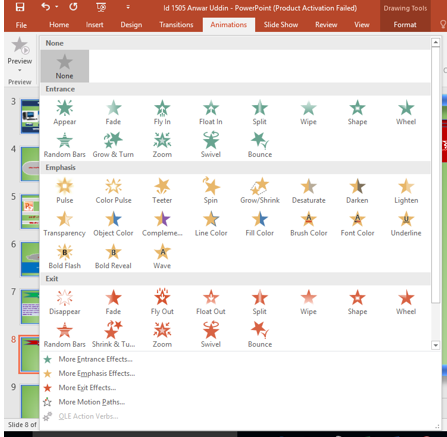 Id 1505 Anwar Uddin - PowerPoint (Product Activation Failed) Drawing Tools
File Home Insert Design Transitions Animations Slide Show Review View Format
Preview
Preview
None
None
Entrance
Appear Fade Fly In Float In Split Wipe Shape Wheel
Random Bars Grow & Turn Zoom Swivel Bounce
Emphasis
Pulse Color Pulse Teeter Spin Grow/Shrink Desaturate Darken Lighten
Transparency Object Color Compleme... Line Color Fill Color Brush Color Font Color Underline
Bold Flash Bold Reveal Wave
Exit
Disappear Fade Fly Out Float Out Split Wipe Shape Wheel
Random Bars Shrink & Tu... Zoom Swivel Bounce
More Entrance Effects...
More Emphasis Effects...
More Exit Effects...
More Motion Paths...
OLE Action Verbs...
3
4
5
6
7
8
9
Slide 8 of